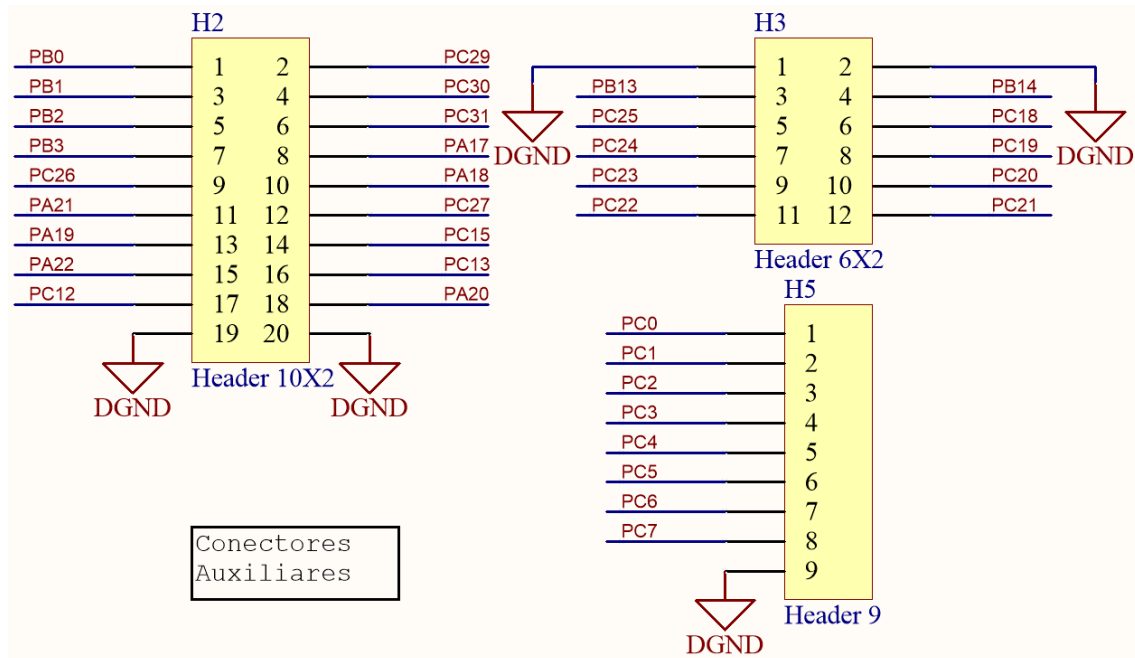 H2
PB0 1 2 PC29
PB1 3 4 PC30
PB2 5 6 PC31
PB3 7 8 PA17
PC26 9 10 PA18
PA21 11 12 PC27
PA19 13 14 PC15
PA22 15 16 PC13
PC12 17 18 PA20
19 20
Header 10X2
DGND DGND
H3
1 2
PB13 3 4 PB14
PC25 5 6 PC18
PC24 7 8 PC19
PC23 9 10 PC20
PC22 11 12 PC21
DGND DGND
Header 6X2
H5
PC0 1
PC1 2
PC2 3
PC3 4
PC4 5
PC5 6
PC6 7
PC7 8
9
Header 9
DGND
Conectores
Auxiliares